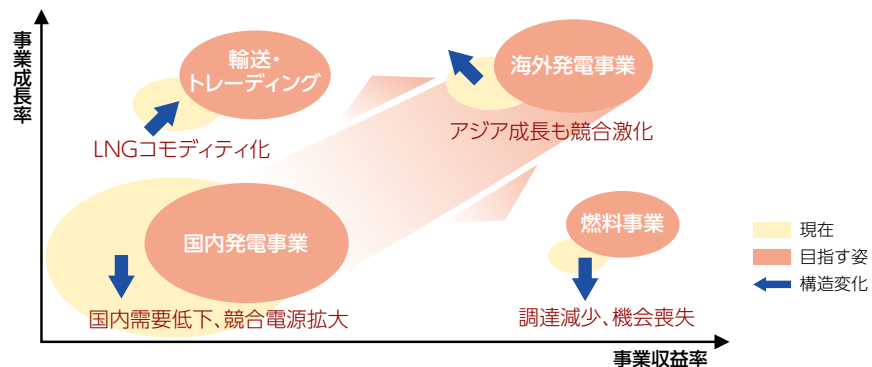 事業成長率
輸送・
トレーディング
LNGコモディティ化
海外発電事業
アジア成長も競合激化
国内発電事業
国内需要低下、競合電源拡大
燃料事業
調達減少、機会喪失
現在
目指す姿
構造変化
事業収益率